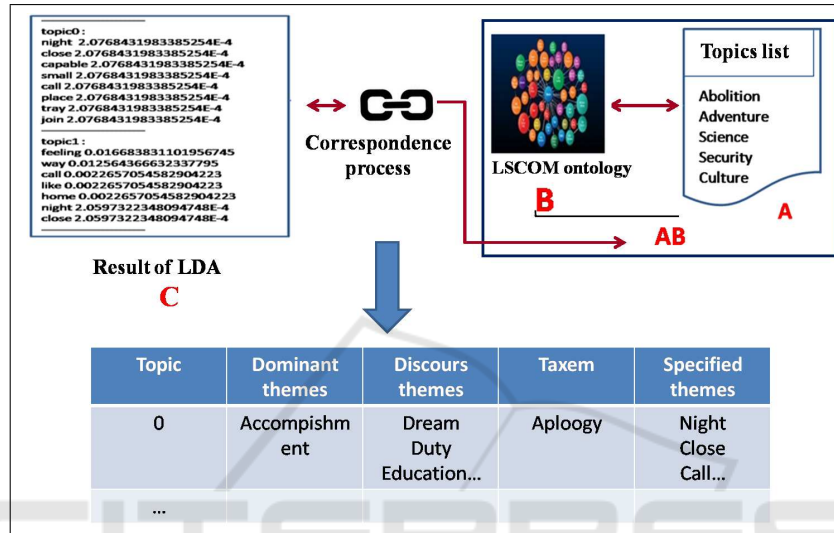 topic0 :
night 2.0768431983385254E-4
close 2.0768431983385254E-4
capable 2.0768431983385254E-4
small 2.0768431983385254E-4
call 2.0768431983385254E-4
place 2.0768431983385254E-4
tray 2.0768431983385254E-4
join 2.0768431983385254E-4
topic1 :
feeling 0.016683831101956745
way 0.012564366632337795
call 0.0022657054582904223
like 0.0022657054582904223
home 0.0022657054582904223
night 2.0597322348094748E-4
close 2.0597322348094748E-4
Result of LDA
C
Correspondence
process
LSCOM ontology
B
Topics list
Abolition
Adventure
Science
Security
Culture
A
AB
Topic
Dominant
themes
Discours
themes
Taxem
Specified
themes
0
Accompishm
ent
Dream
Duty
Education...
Aploogy
Night
Close
Call...
...